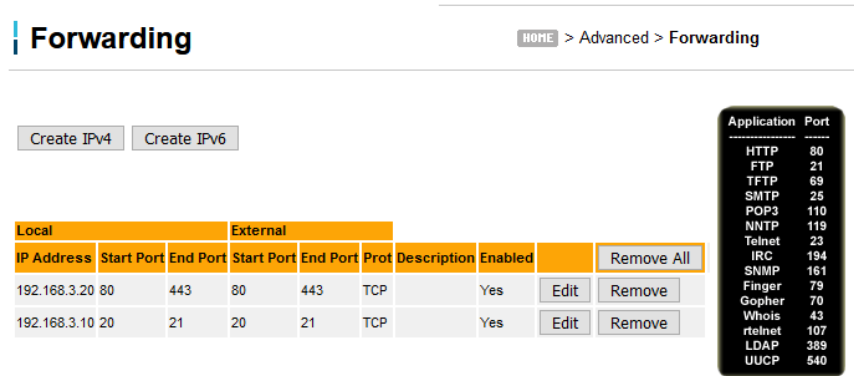 Forwarding
HOME > Advanced > Forwarding
Create IPv4 Create IPv6
Local External
IP Address Start Port End Port Start Port End Port Prot Description Enabled Remove All
192.168.3.20 80 443 80 443 TCP Yes Edit Remove
192.168.3.10 20 21 20 21 TCP Yes Edit Remove
Application Port
---------------- ------
HTTP 80
FTP 21
TFTP 69
SMTP 25
POP3 110
NNTP 119
Telnet 23
IRC 194
SNMP 161
Finger 79
Gopher 70
Whois 43
rtelnet 107
LDAP 389
UUCP 540